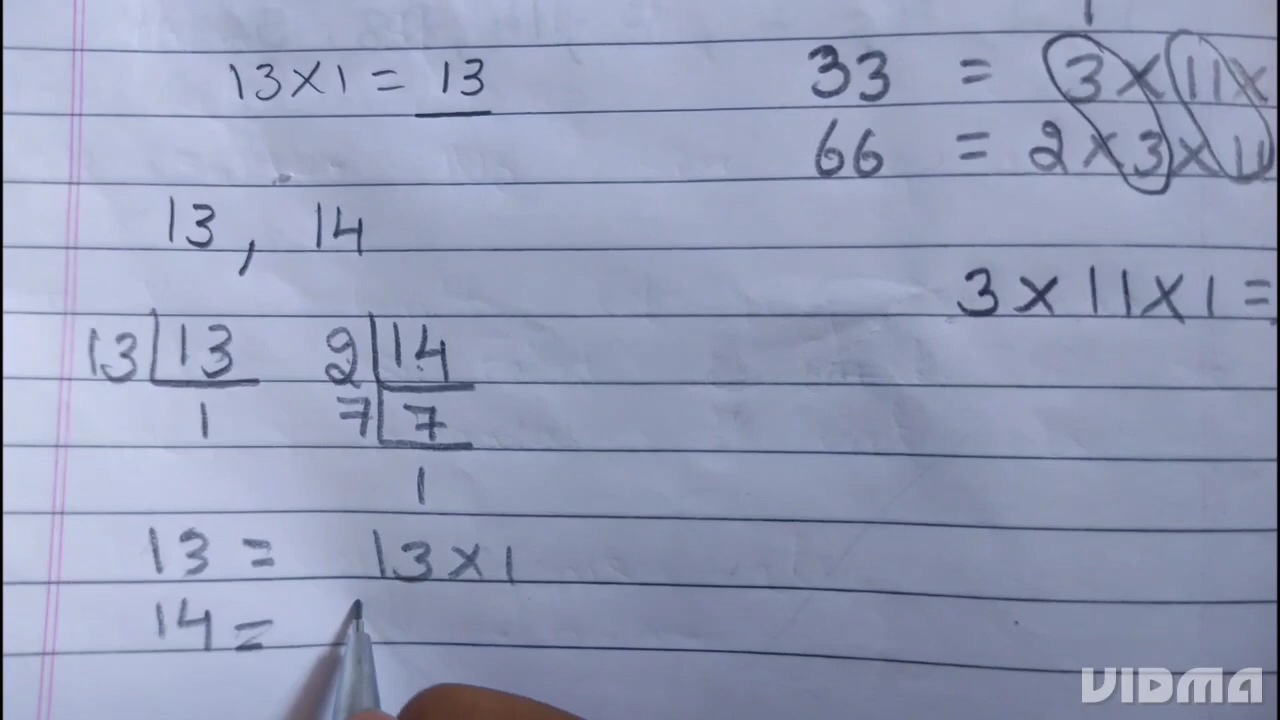 13×1 = 13
33 = 3×11×
66 = 2×3×11
13, 14
3×11×1 =
13 13 2 14
1 7 7
1
13 = 13×1
14 =
VIDMA